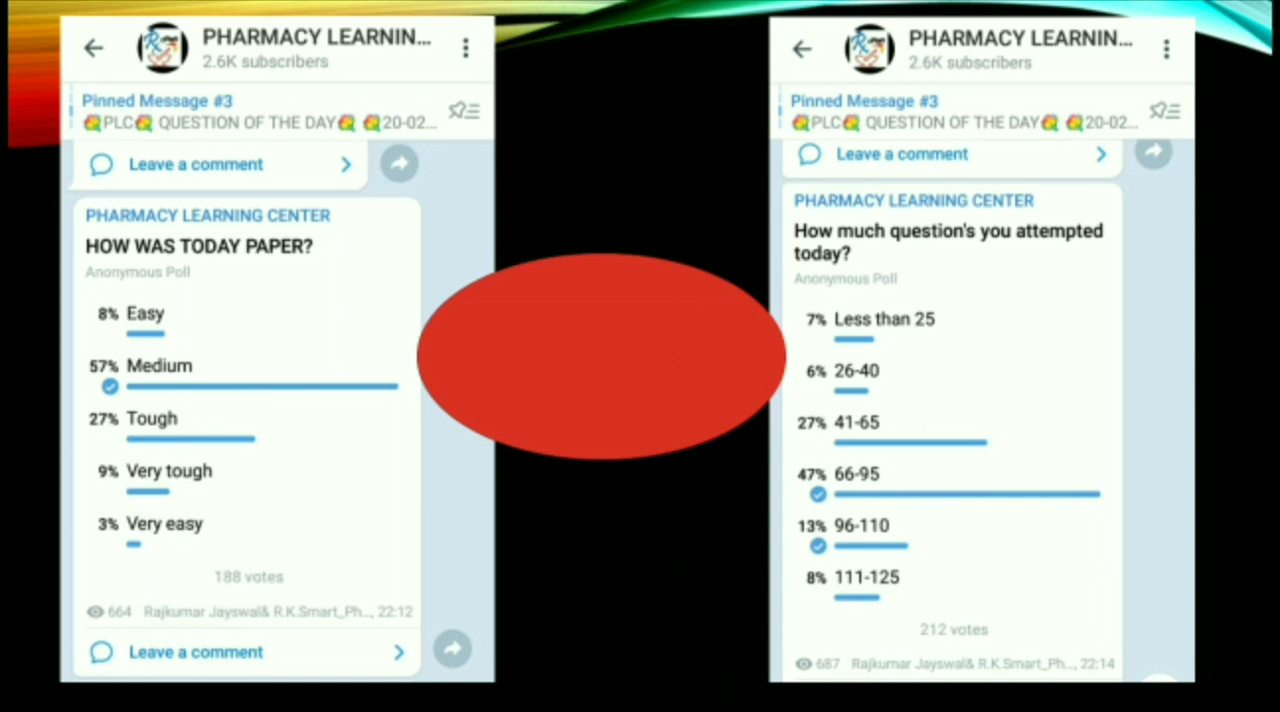 PHARMACY LEARNIN...
2.6K subscribers
Pinned Message #3
PLC QUESTION OF THE DAY 20-02...
Leave a comment
PHARMACY LEARNING CENTER
HOW WAS TODAY PAPER?
Anonymous Poll
8% Easy
57% Medium
27% Tough
9% Very tough
3% Very easy
188 votes
664 Rajkumar Jayswal& R.K.Smart_Ph..., 22:12
Leave a comment
PHARMACY LEARNIN...
2.6K subscribers
Pinned Message #3
PLC QUESTION OF THE DAY 20-02...
Leave a comment
PHARMACY LEARNING CENTER
How much question's you attempted
today?
Anonymous Poll
7% Less than 25
6% 26-40
27% 41-65
47% 66-95
13% 96-110
8% 111-125
212 votes
687 Rajkumar Jayswal& R.K.Smart_Ph..., 22:14